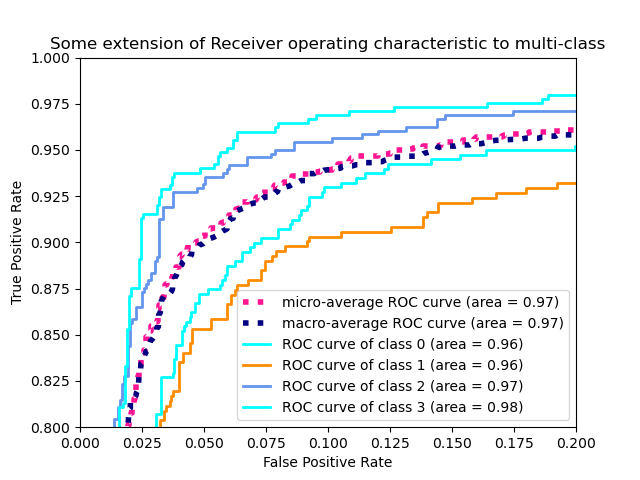 Some extension of Receiver operating characteristic to multi-class
1.000
0.975
0.950
0.925
0.900
0.875
0.850
0.825
0.800
True Positive Rate
micro-average ROC curve (area = 0.97)
macro-average ROC curve (area = 0.97)
ROC curve of class 0 (area = 0.96)
ROC curve of class 1 (area = 0.96)
ROC curve of class 2 (area = 0.97)
ROC curve of class 3 (area = 0.98)
0.000 0.025 0.050 0.075 0.100 0.125 0.150 0.175 0.200
False Positive Rate